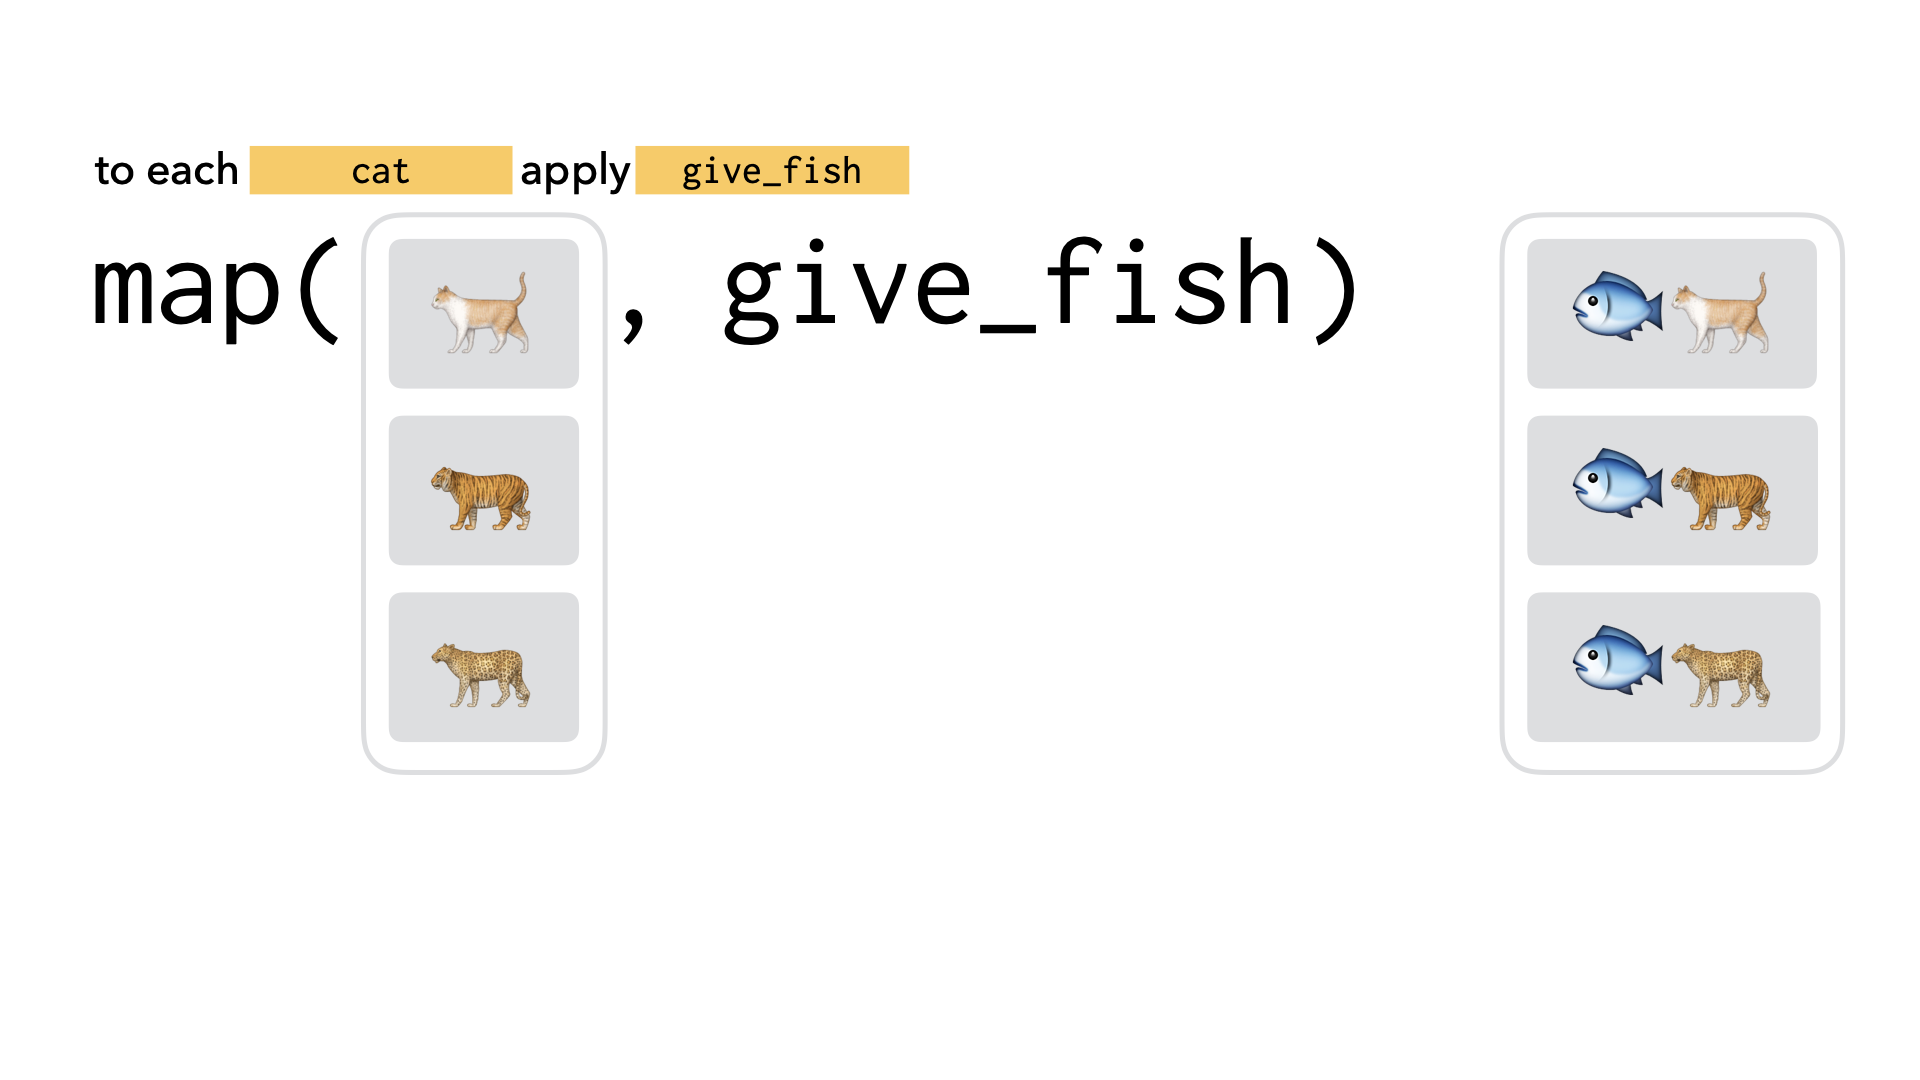 to each cat apply give_fish
map( , give_fish)